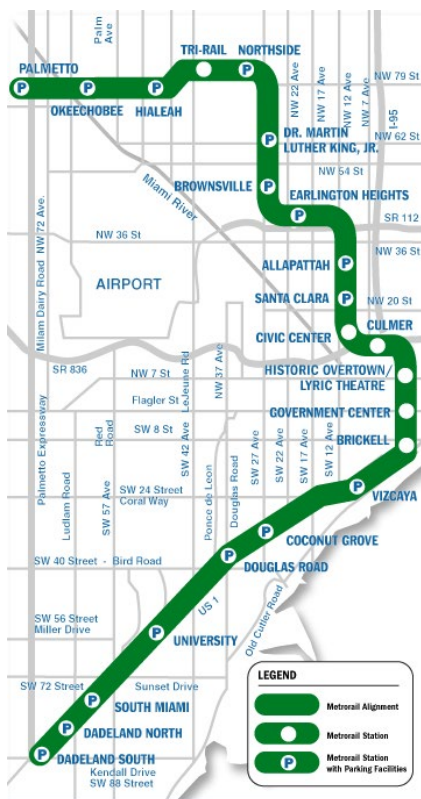 Palm
Ave
TRI-RAIL
NORTHSIDE
PALMETTO
P
P
P
P
OKEECHOBEE
HIALEAH
NW 22 Ave
NW 17 Ave
NW 12 Ave
NW 7 Ave
I-95
NW 79 St
P
DR. MARTIN
LUTHER KING, JR.
NW 62 St
NW 54 St
BROWNSVILLE
P
Miami River
EARLINGTON HEIGHTS
P
SR 112
NW 72 Ave.
NW 36 St
NW 36 St
ALLAPATTAH
P
AIRPORT
SANTA CLARA
P
NW 20 St
Milam Dairy Road
CIVIC CENTER
CULMER
SR 836
NW 7 St
LeJeune Rd
NW 37 Ave
HISTORIC OVERTOWN/
LYRIC THEATRE
Flagler St
GOVERNMENT CENTER
SW 8 St
BRICKELL
Palmetto Expressway
Ludlam Road
Red
Road
SW 57 Ave
SW 42 Ave
Ponce de Leon
Douglas Road
SW 27 Ave
SW 22 Ave
SW 17 Ave
SW 12 Ave
SW 24 Street
Coral Way
P
VIZCAYA
P
COCONUT GROVE
SW 40 Street - Bird Road
P
DOUGLAS ROAD
US 1
Old Cutler Road
SW 56 Street
Miller Drive
P
UNIVERSITY
SW 72 Street
Sunset Drive
P
SOUTH MIAMI
P
DADELAND NORTH
P
DADELAND SOUTH
Kendall Drive
SW 88 Street
LEGEND
Metrorail Alignment
Metrorail Station
P
Metrorail Station
with Parking Facilities